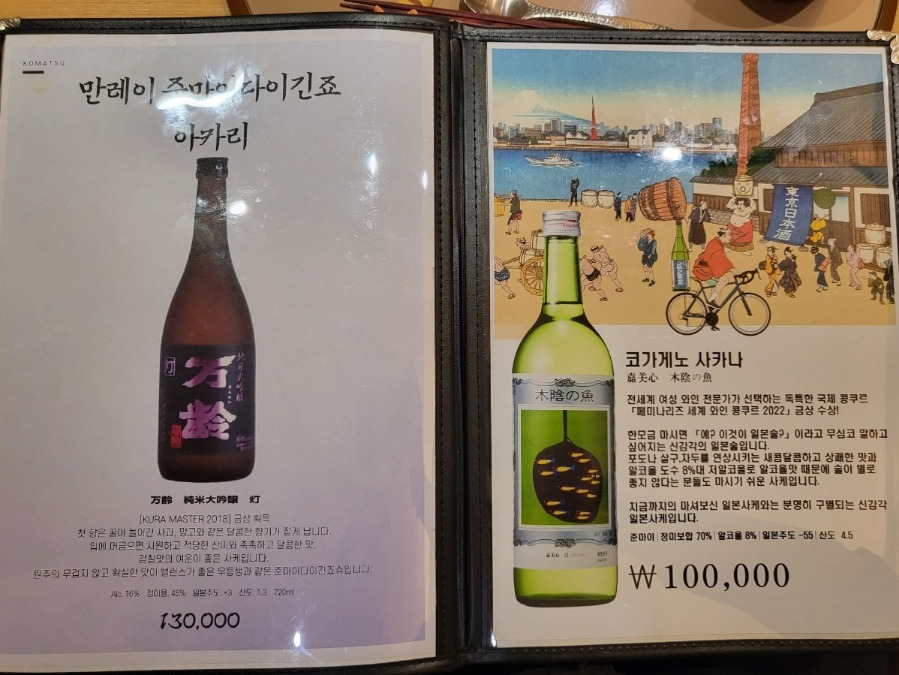 KOMATSU
만레이 쥰마이 다이긴죠
아카리
万齢
純米大吟醸
灯
万齢 純米大吟醸 灯
[KURA MASTER 2018] 금상 획득
첫 향은 꿀이 들어간 사과, 망고와 같은 달콤한 향기가 짙게 납니다.
입에 머금으면 시원하고 적당한 산미와 촉촉하고 달콤한 맛,
감칠맛의 여운이 좋은 사케입니다.
원주의 무겁지 않고 확실한 맛이 밸런스가 좋은 우등생과 같은 준마이다이긴죠슈입니다.
Alc. 16% 정미율. 45% 일본주도. +3 산도. 1.3 720ml
130,000
東京日本酒
木陰の魚
嘉美心
코가게노 사카나
嘉美心 木陰の魚
전세계 여성 와인 전문가가 선택하는 독특한 국제 콩쿠르
「페미나리즈 세계 와인 콩쿠르 2022」금상 수상!
한모금 마시면 「에? 이것이 일본술?」이라고 무심코 말하고
싶어지는 신감각의 일본술입니다.
포도나 살구,자두를 연상시키는 새콤달콤하고 상쾌한 맛과
알코올 도수 8%대 저알코올로 알코올맛 때문에 술이 별로
좋지 않다는 분들도 마시기 쉬운 사케입니다.
지금까지의 마셔보신 일본사케와는 분명히 구별되는 신감각
일본사케입니다.
준마이 | 정미보합 70% | 알코올 8% | 일본주도 -55 | 산도 4.5
₩100,000